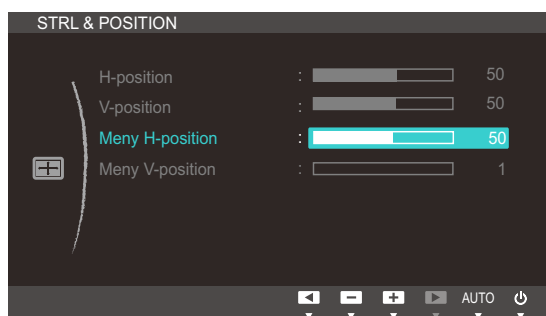 STRL & POSITION
H-position : 50
V-position : 50
Meny H-position : 50
Meny V-position : 1
AUTO